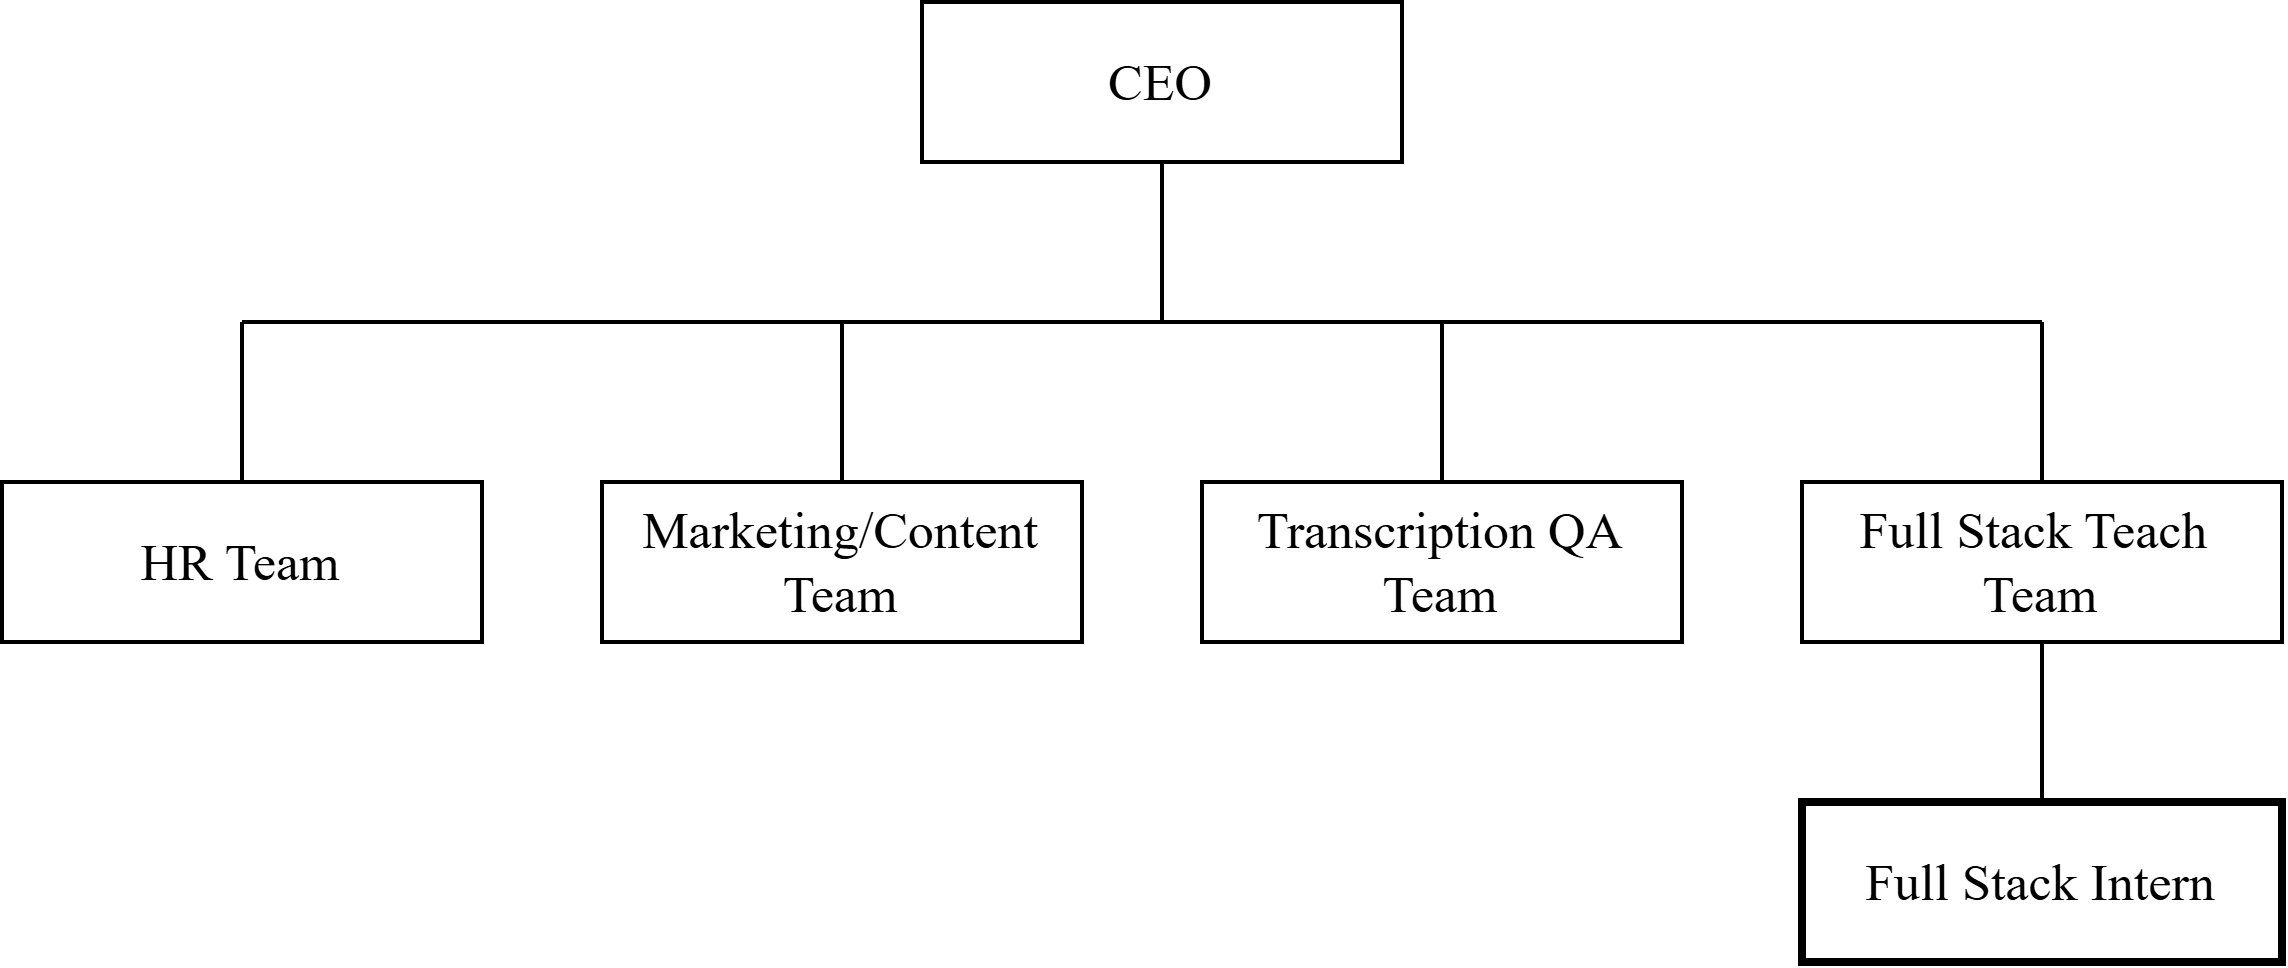 CEO
HR Team
Marketing/Content
Team
Transcription QA
Team
Full Stack Teach
Team
Full Stack Intern